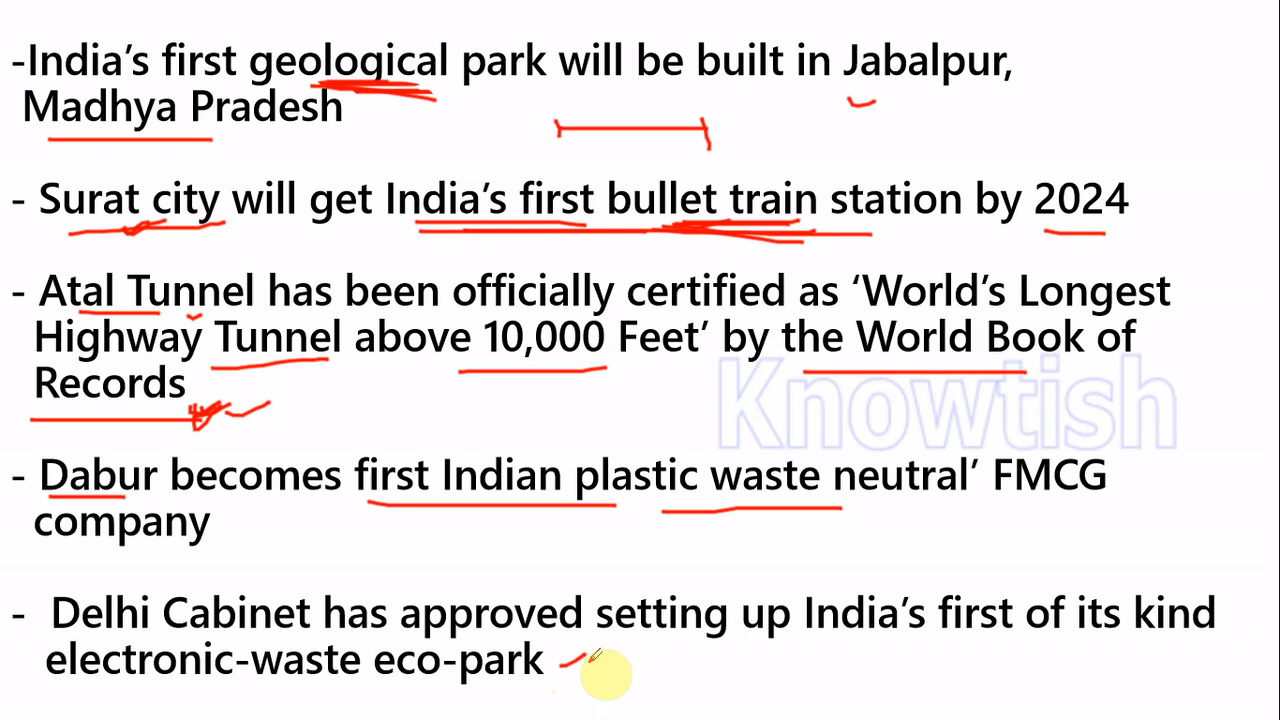 -India’s first geological park will be built in Jabalpur,
Madhya Pradesh
- Surat city will get India’s first bullet train station by 2024
- Atal Tunnel has been officially certified as ‘World’s Longest
Highway Tunnel above 10,000 Feet’ by the World Book of
Records
Knowtish
- Dabur becomes first Indian plastic waste neutral’ FMCG
company
- Delhi Cabinet has approved setting up India’s first of its kind
electronic-waste eco-park